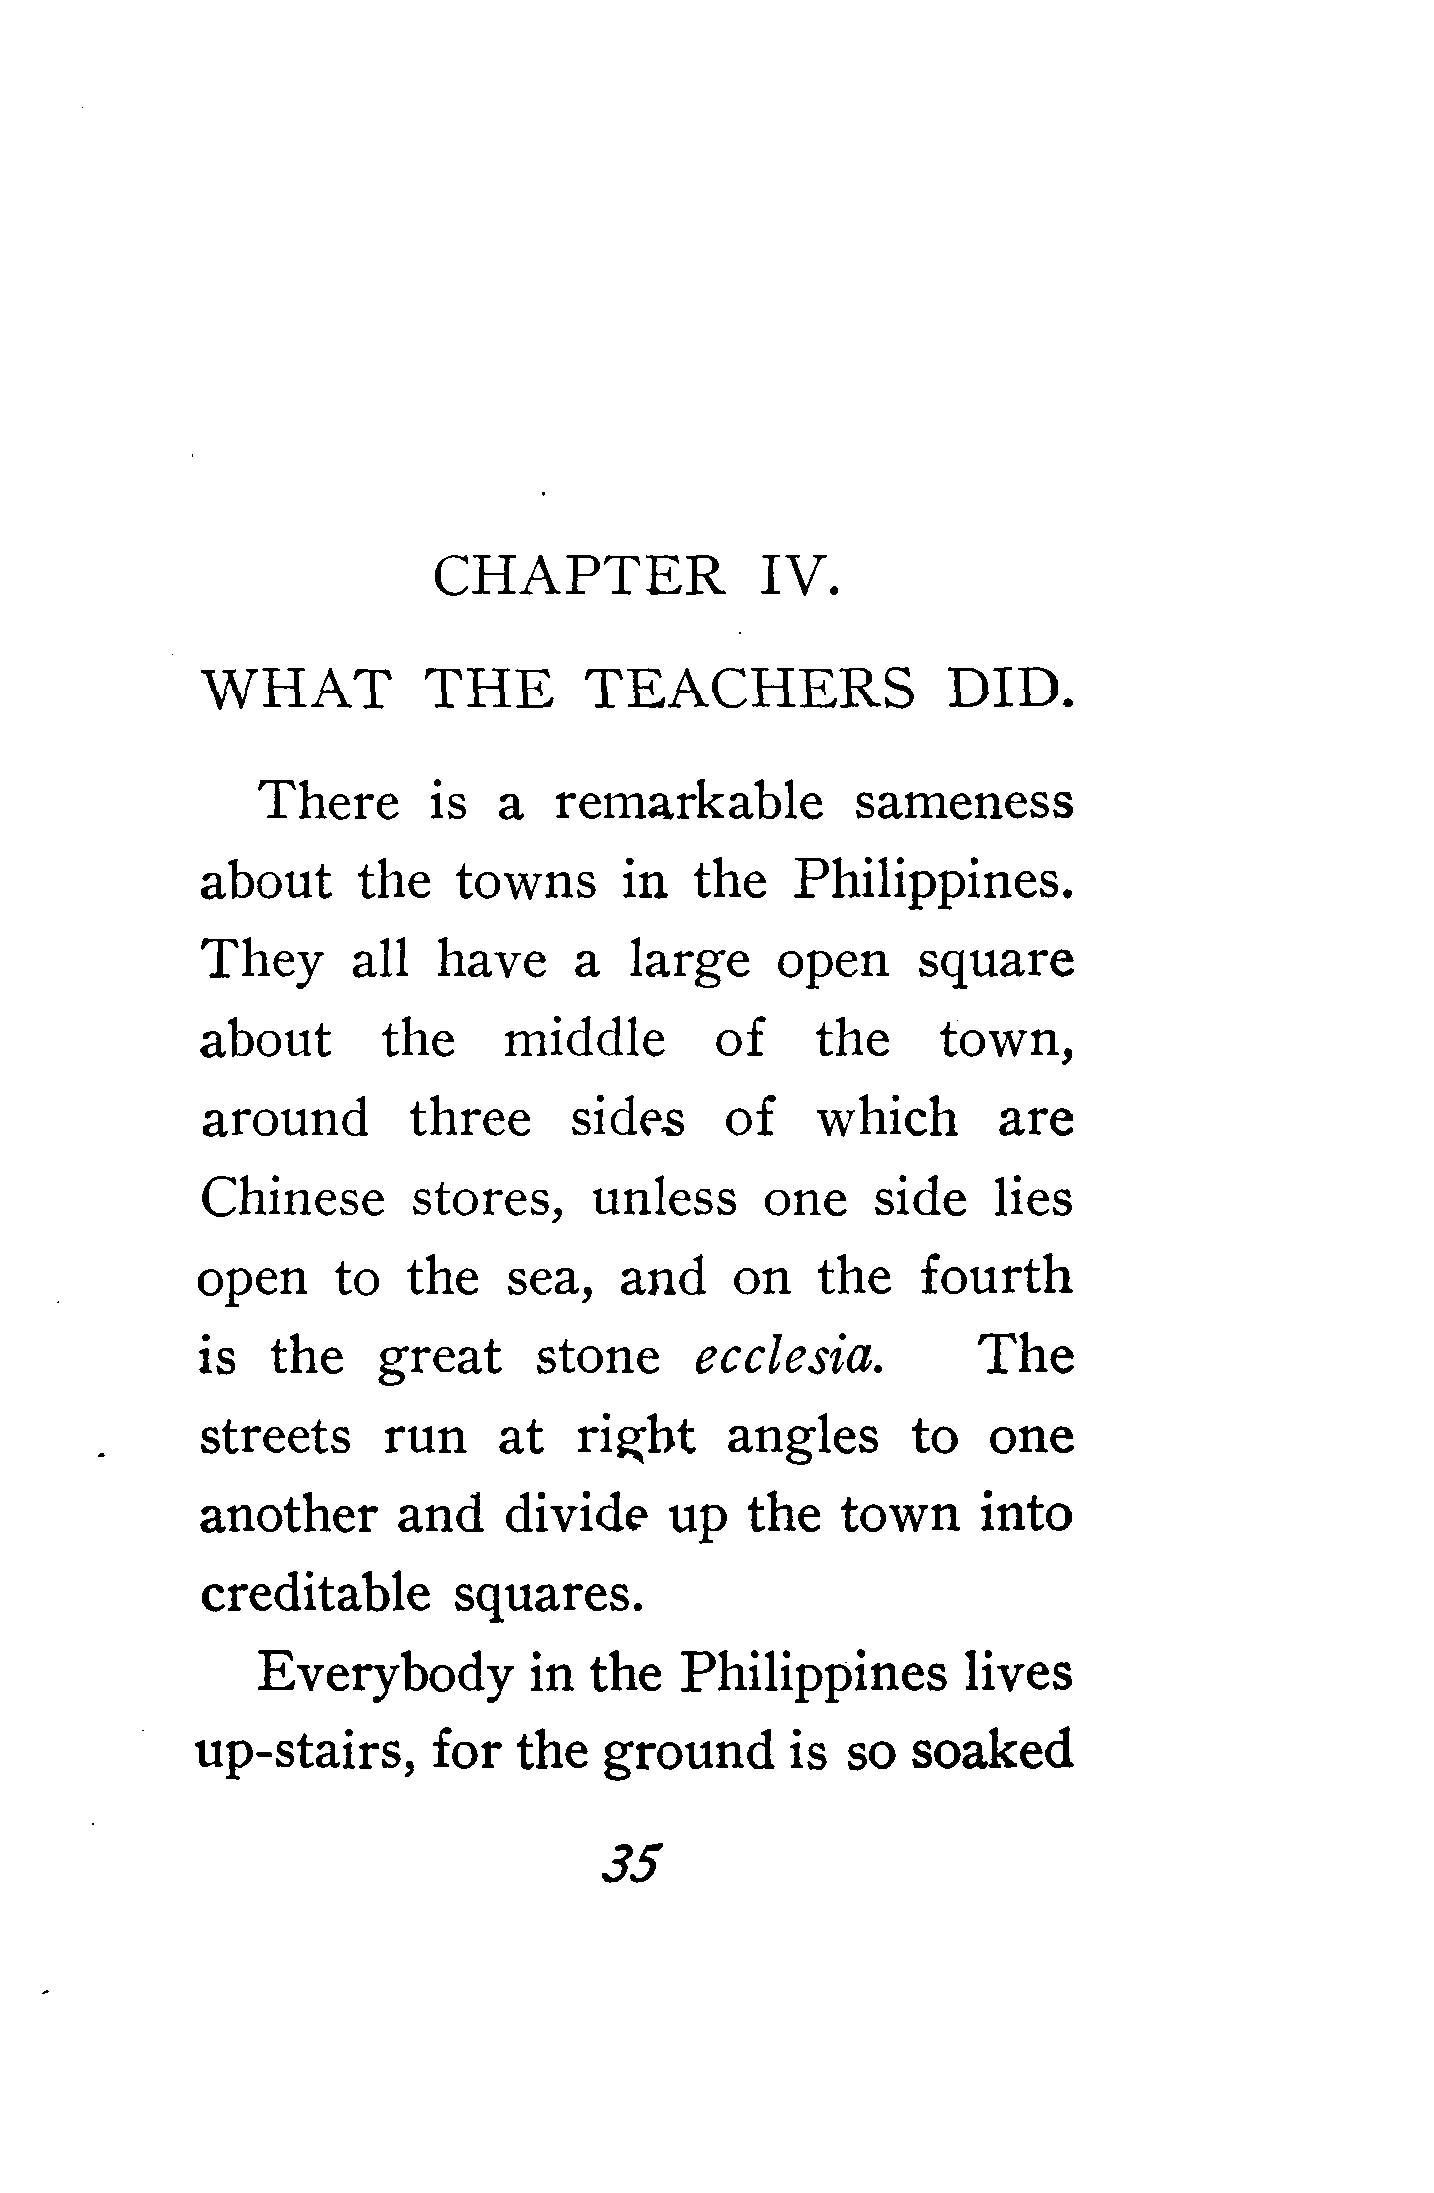 CHAPTER IV.
WHAT THE TEACHERS DID.
There is a remarkable sameness
about the towns in the Philippines.
They all have a large open square
about the middle of the town,
around three sides of which are
Chinese stores, unless one side lies
open to the sea, and on the fourth
is the great stone ecclesia. The
streets run at right angles to one
another and divide up the town into
creditable squares.
Everybody in the Philippines lives
up-stairs, for the ground is so soaked
35